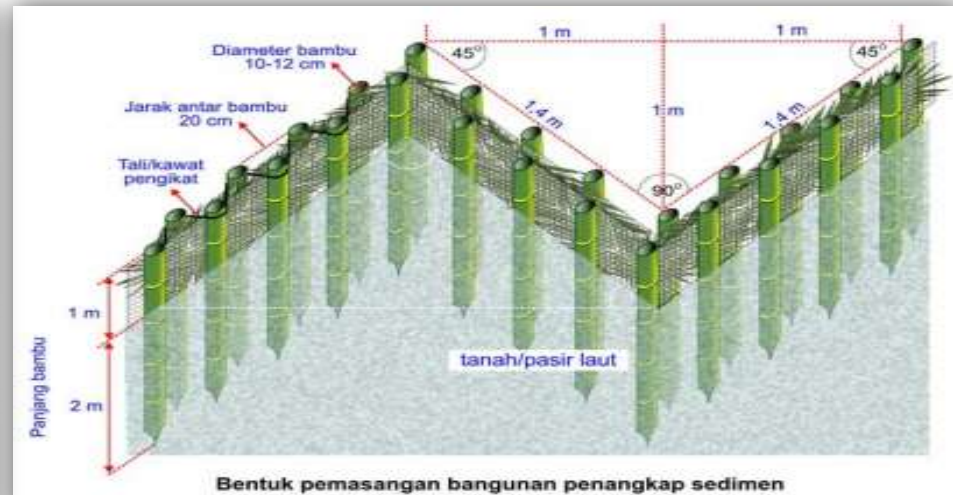 1 m
1 m
45°
45°
Diameter bambu
10-12 cm
Jarak antar bambu
20 cm
1,4 m
1 m
1,4 m
Tali/kawat
pengikat
90°
1 m
tanah/pasir laut
Panjang bambu
2 m
Bentuk pemasangan bangunan penangkap sedimen